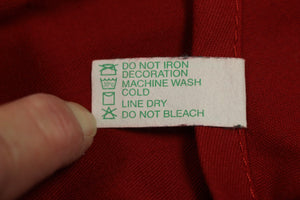 DO NOT IRON
DECORATION
MACHINE WASH
COLD
LINE DRY
DO NOT BLEACH